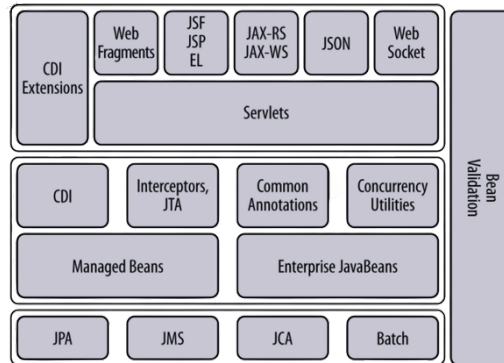 CDI
Extensions
Web
Fragments
JSF
JSP
EL
JAX-RS
JAX-WS
JSON
Web
Socket
Servlets
CDI
Interceptors,
JTA
Common
Annotations
Concurrency
Utilities
Managed Beans
Enterprise JavaBeans
JPA
JMS
JCA
Batch
Bean
Validation